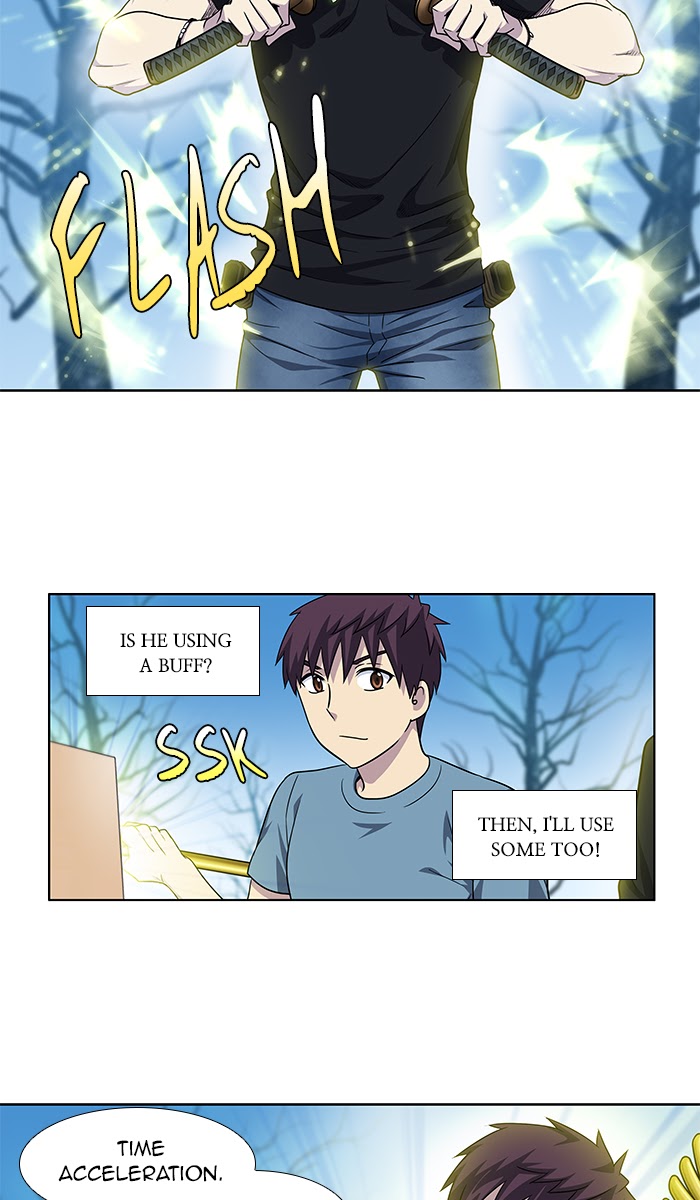 FLASH
IS HE USING
A BUFF?
SSK
THEN, I'LL USE
SOME TOO!
TIME
ACCELERATION.